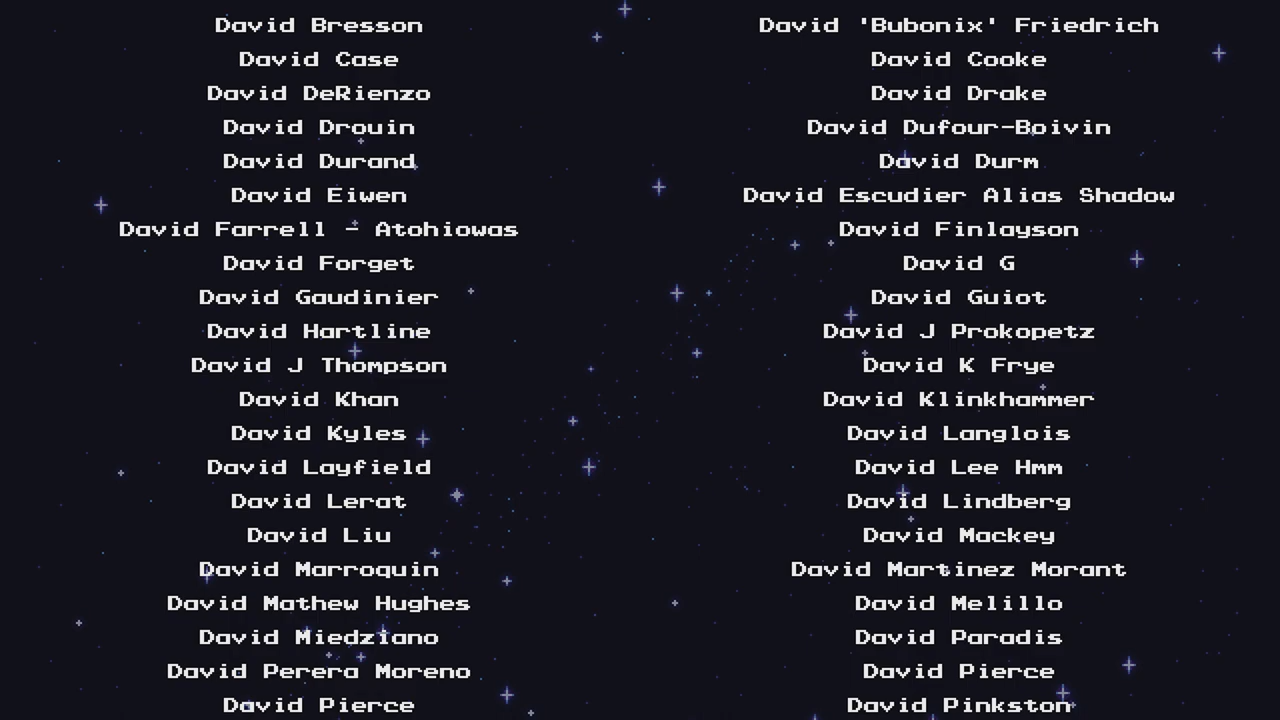 David Bresson
David 'Bubonix' Friedrich
David Case
David Cooke
David DeRienzo
David Drake
David Drouin
David Dufour-Boivin
David Durand
David Durm
David Eiwen
David Escudier Alias Shadow
David Farrell - Atohiowas
David Finlayson
David Forget
David G
David Gaudinier
David Guiot
David Hartline
David J Prokopetz
David J Thompson
David K Frye
David Khan
David Klinkhammer
David Kyles
David Langlois
David Layfield
David Lee Hmm
David Lerat
David Lindberg
David Liu
David Mackey
David Marroquin
David Martinez Morant
David Mathew Hughes
David Melillo
David Miedziano
David Paradis
David Perera Moreno
David Pierce
David Pierce
David Pinkston